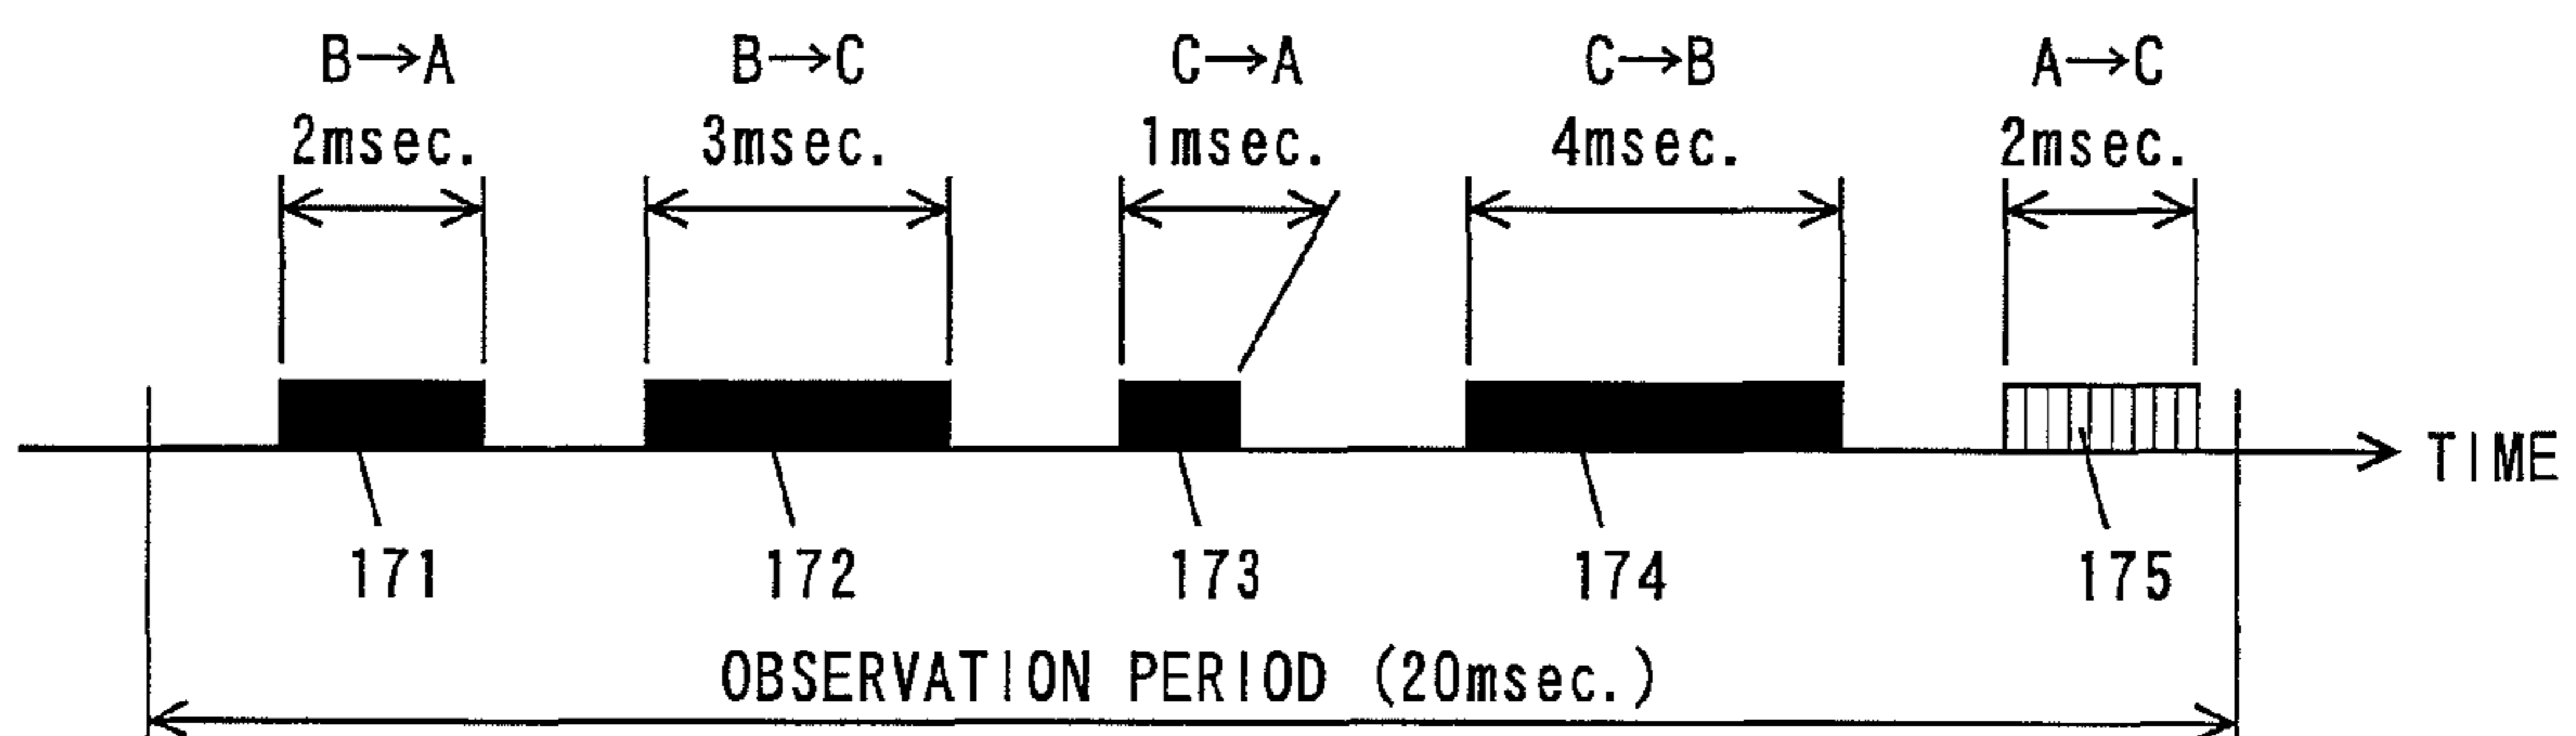 B→A B→C C→A C→B A→C
2msec. 3msec. 1msec. 4msec. 2msec.
TIME
171 172 173 174 175
OBSERVATION PERIOD (20msec.)